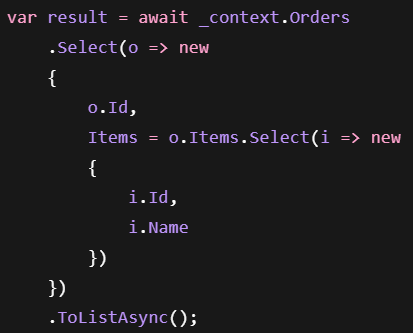 var result = await _context.Orders
    .Select(o => new
    {
        o.Id,
        Items = o.Items.Select(i => new
        {
            i.Id,
            i.Name
        })
    })
    .ToListAsync();